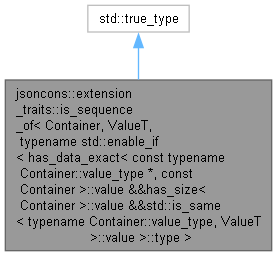 std::true_type
jsoncons::extension
_traits::is_sequence
_of< Container, ValueT,
typename std::enable_if
< has_data_exact< const typename
Container::value_type *, const
Container >::value &&has_size<
Container >::value &&std::is_same
< typename Container::value_type, ValueT
>::value >::type >